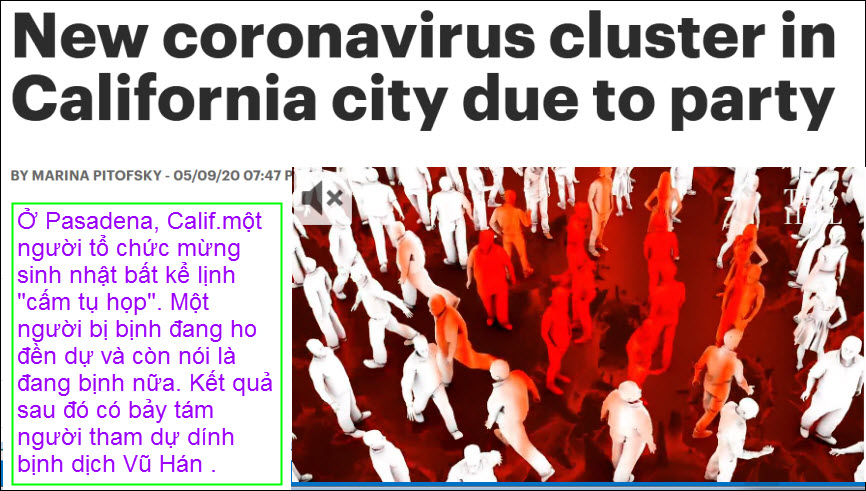 New coronavirus cluster in
California city due to party
BY MARINA PITOFSKY - 05/09/20 07:47 P
Ở Pasadena, Calif.một
người tổ chức mừng
sinh nhật bất kể lịnh
"cấm tụ họp". Một
người bị bịnh đang ho
đền dự và còn nói là
đang bịnh nữa. Kết quả
sau đó có bảy tám
người tham dự dính
bịnh dịch Vũ Hán .
THE
HILL